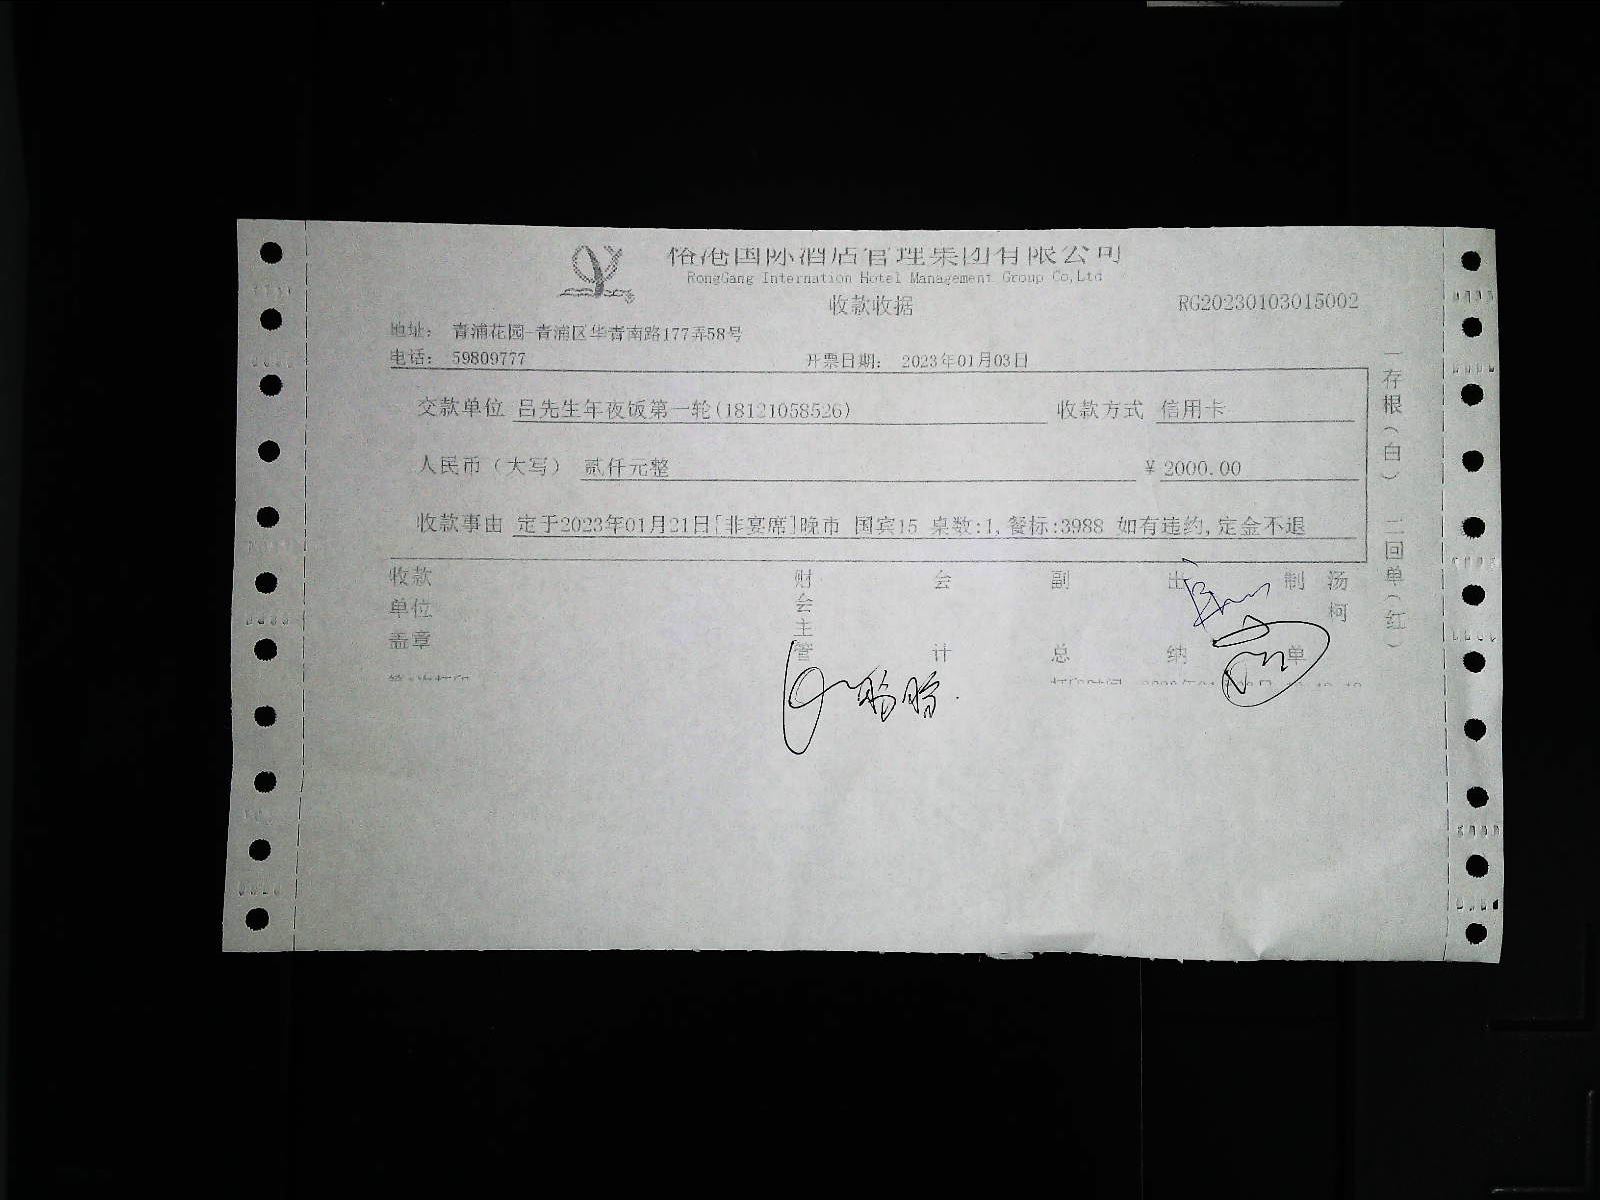 国际酒店管理集团有限公司
RongGang Internation Hotel Management Group Co,Ltd
收款收据
RG20230103015002
地址： 青浦花园-青浦区华青南路177弄58号
电话： 59809777 开票日期： 2023年01月03日
交款单位 吕先生年夜饭第一轮(18121058526) 收款方式 信用卡
人民币（大写） 贰仟元整 ¥ 2000.00
收款事由 定于2023年01月21日[非宴席]晚市 国宾15 桌数:1,餐标:3988 如有违约,定金不退
收款单位盖章 财会主管 会计 副总 出纳 制单 汤柯
一存根（白） 二回单（红）